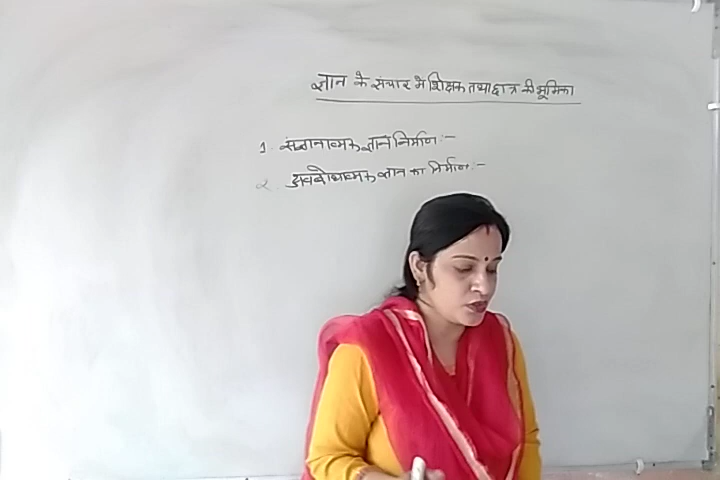 ज्ञान के संचार मे शिक्षक तथा छात्र की भूमिका
1. संज्ञानात्मक ज्ञान निर्माण :-
2. अवबोधात्मक ज्ञान का निर्माण :-